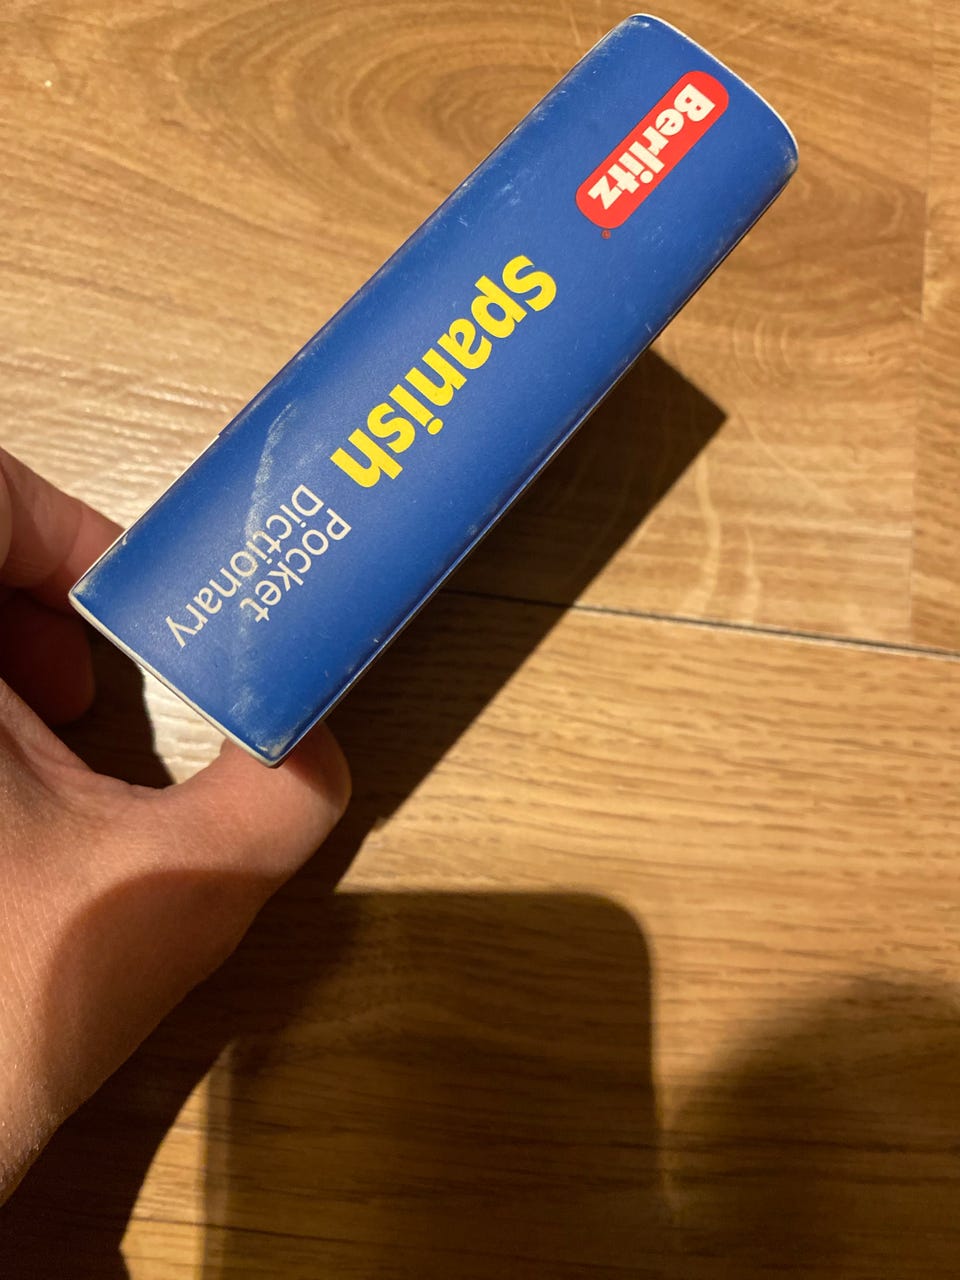 Berlitz®
Spanish
Pocket
Dictionary